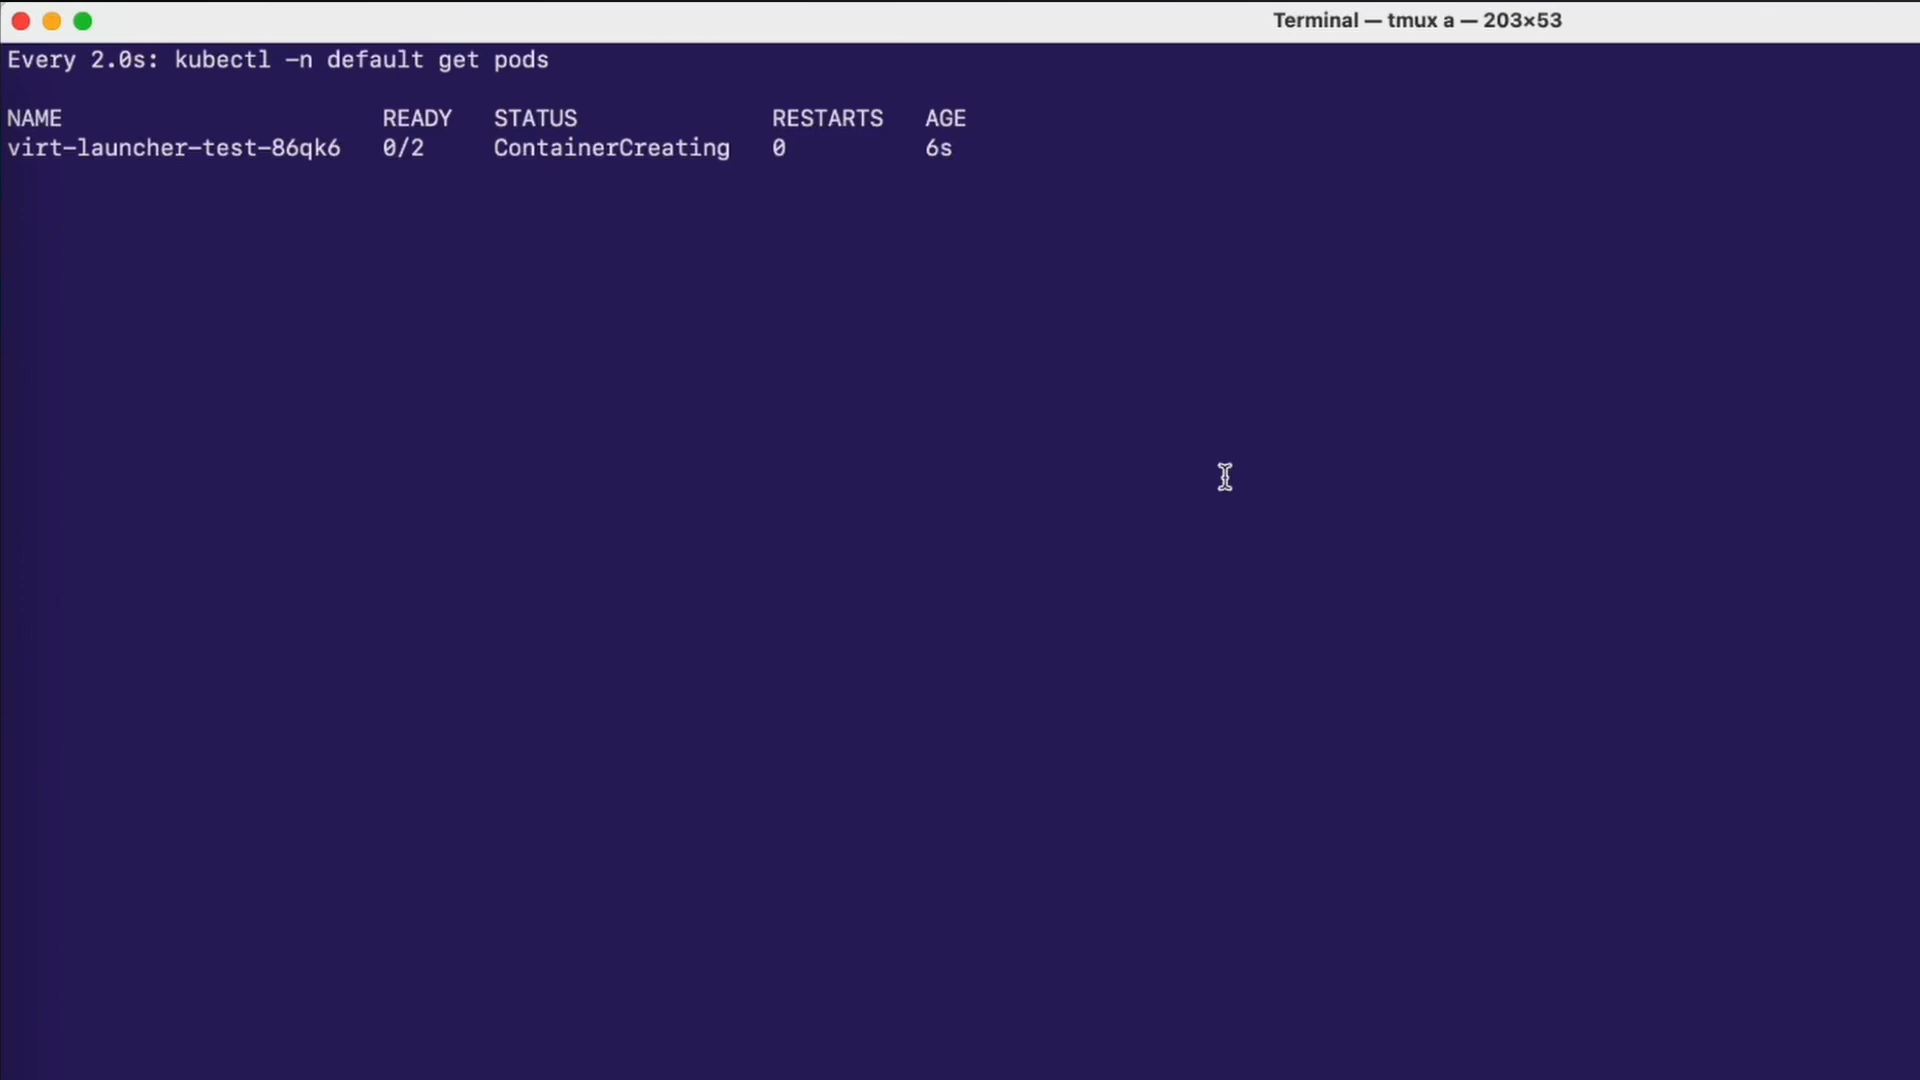 Terminal — tmux a — 203×53
Every 2.0s: kubectl -n default get pods
NAME READY STATUS RESTARTS AGE
virt-launcher-test-86qk6 0/2 ContainerCreating 0 6s